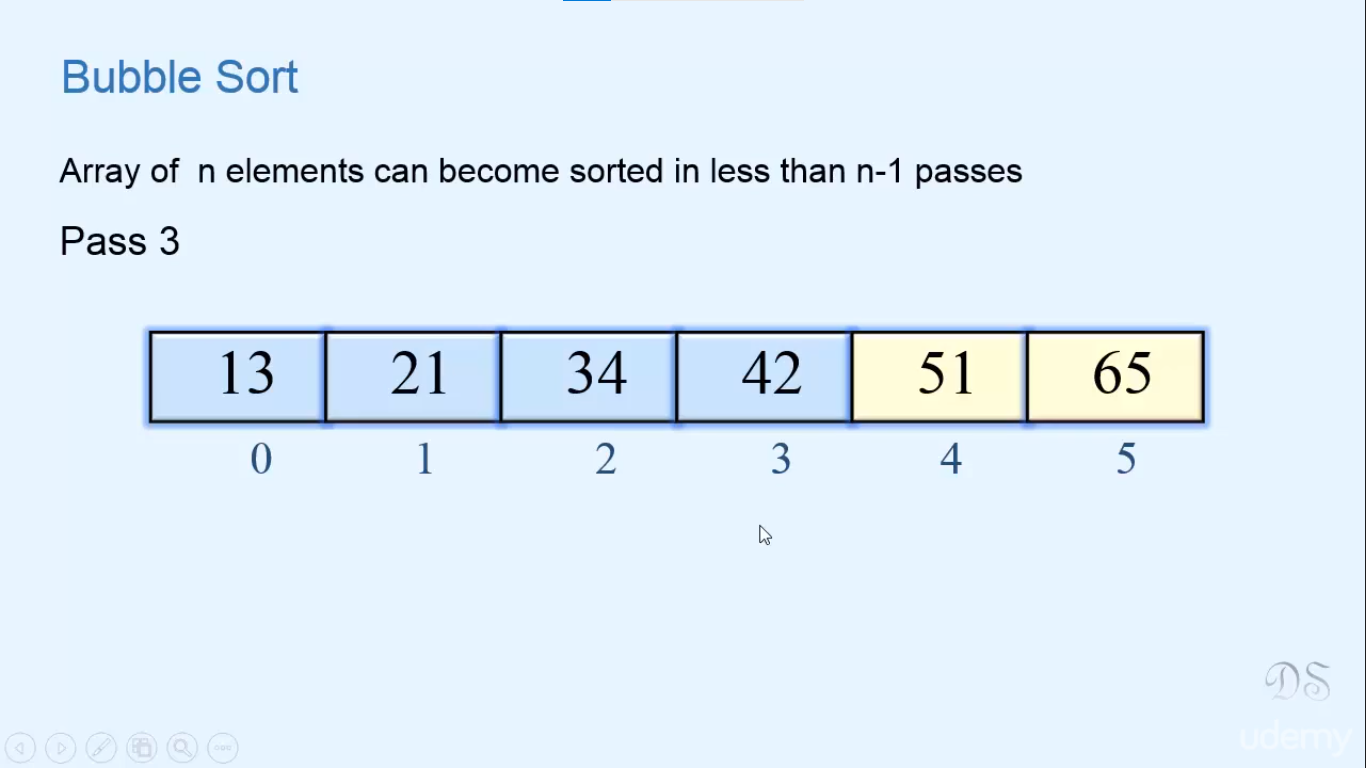 Bubble Sort
Array of n elements can become sorted in less than n-1 passes
Pass 3
13 21 34 42 51 65
0 1 2 3 4 5
DS
udemy